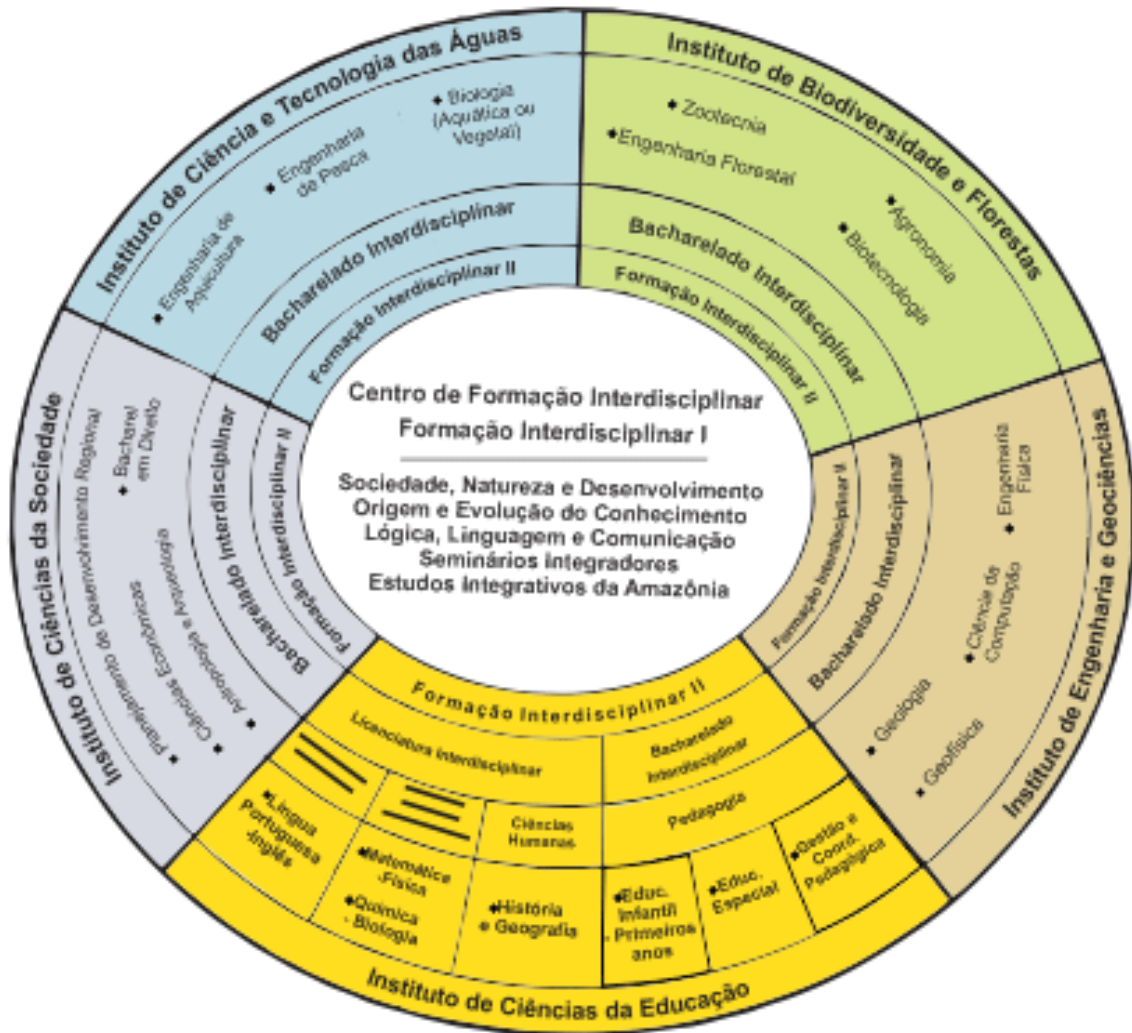 Instituto de Ciência e Tecnologia das Águas
Biologia
(Aquática ou
Vegetal)
Engenharia
de Pesca
Engenharia de
Aquicultura
Bacharelado Interdisciplinar
Formação Interdisciplinar II
Instituto de Biodiversidade e Florestas
Zootecnia
Engenharia Florestal
Agronomia
Biotecnologia
Bacharelado Interdisciplinar
Formação Interdisciplinar II
Centro de Formação Interdisciplinar
Formação Interdisciplinar I
Sociedade, Natureza e Desenvolvimento
Origem e Evolução do Conhecimento
Lógica, Linguagem e Comunicação
Seminários Integradores
Estudos Integrativos da Amazônia
Instituto de Engenharia e Geociências
Engenharia
Física
Ciência da
Computação
Geologia
Geofísica
Bacharelado Interdisciplinar
Formação Interdisciplinar II
Instituto de Ciências da Sociedade
Bacharel
em Direito
Planejamento de Desenvolvimento Regional
Ciências Econômicas
Antropologia e Arqueologia
Bacharelado Interdisciplinar
Formação Interdisciplinar II
Formação Interdisciplinar II
Licenciatura Interdisciplinar
Bacharelado
Interdisciplinar
Ciências
Humanas
Pedagogia
Língua
Portuguesa
-Inglês
Matemática
-Física
Química
- Biologia
História
e Geografia
Educ.
Infantil
- Primeiros
anos
Educ.
Especial
Gestão e
Coord.
Pedagógica
Instituto de Ciências da Educação